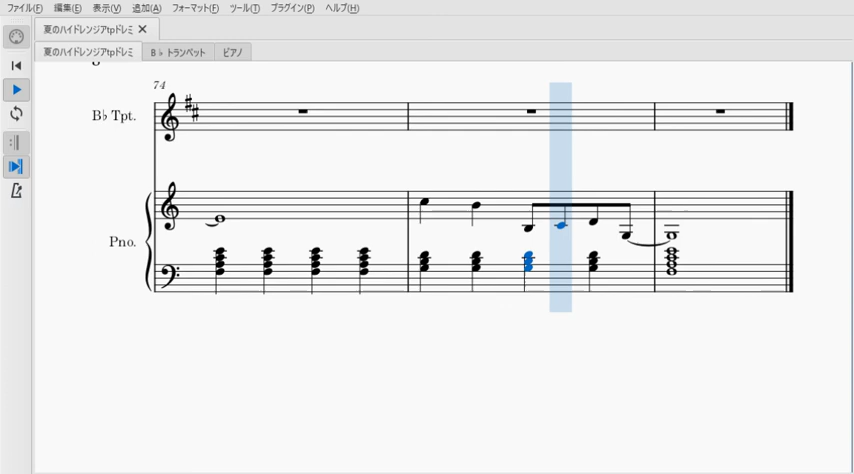 ファイル(F) 編集(E) 表示(V) 追加(A) フォーマット(F) ツール(T) プラグイン(P) ヘルプ(H)
夏のハイドレンジアtpドレミ ✕
夏のハイドレンジアtpドレミ B♭ トランペット ピアノ
74
B♭ Tpt.
Pno.